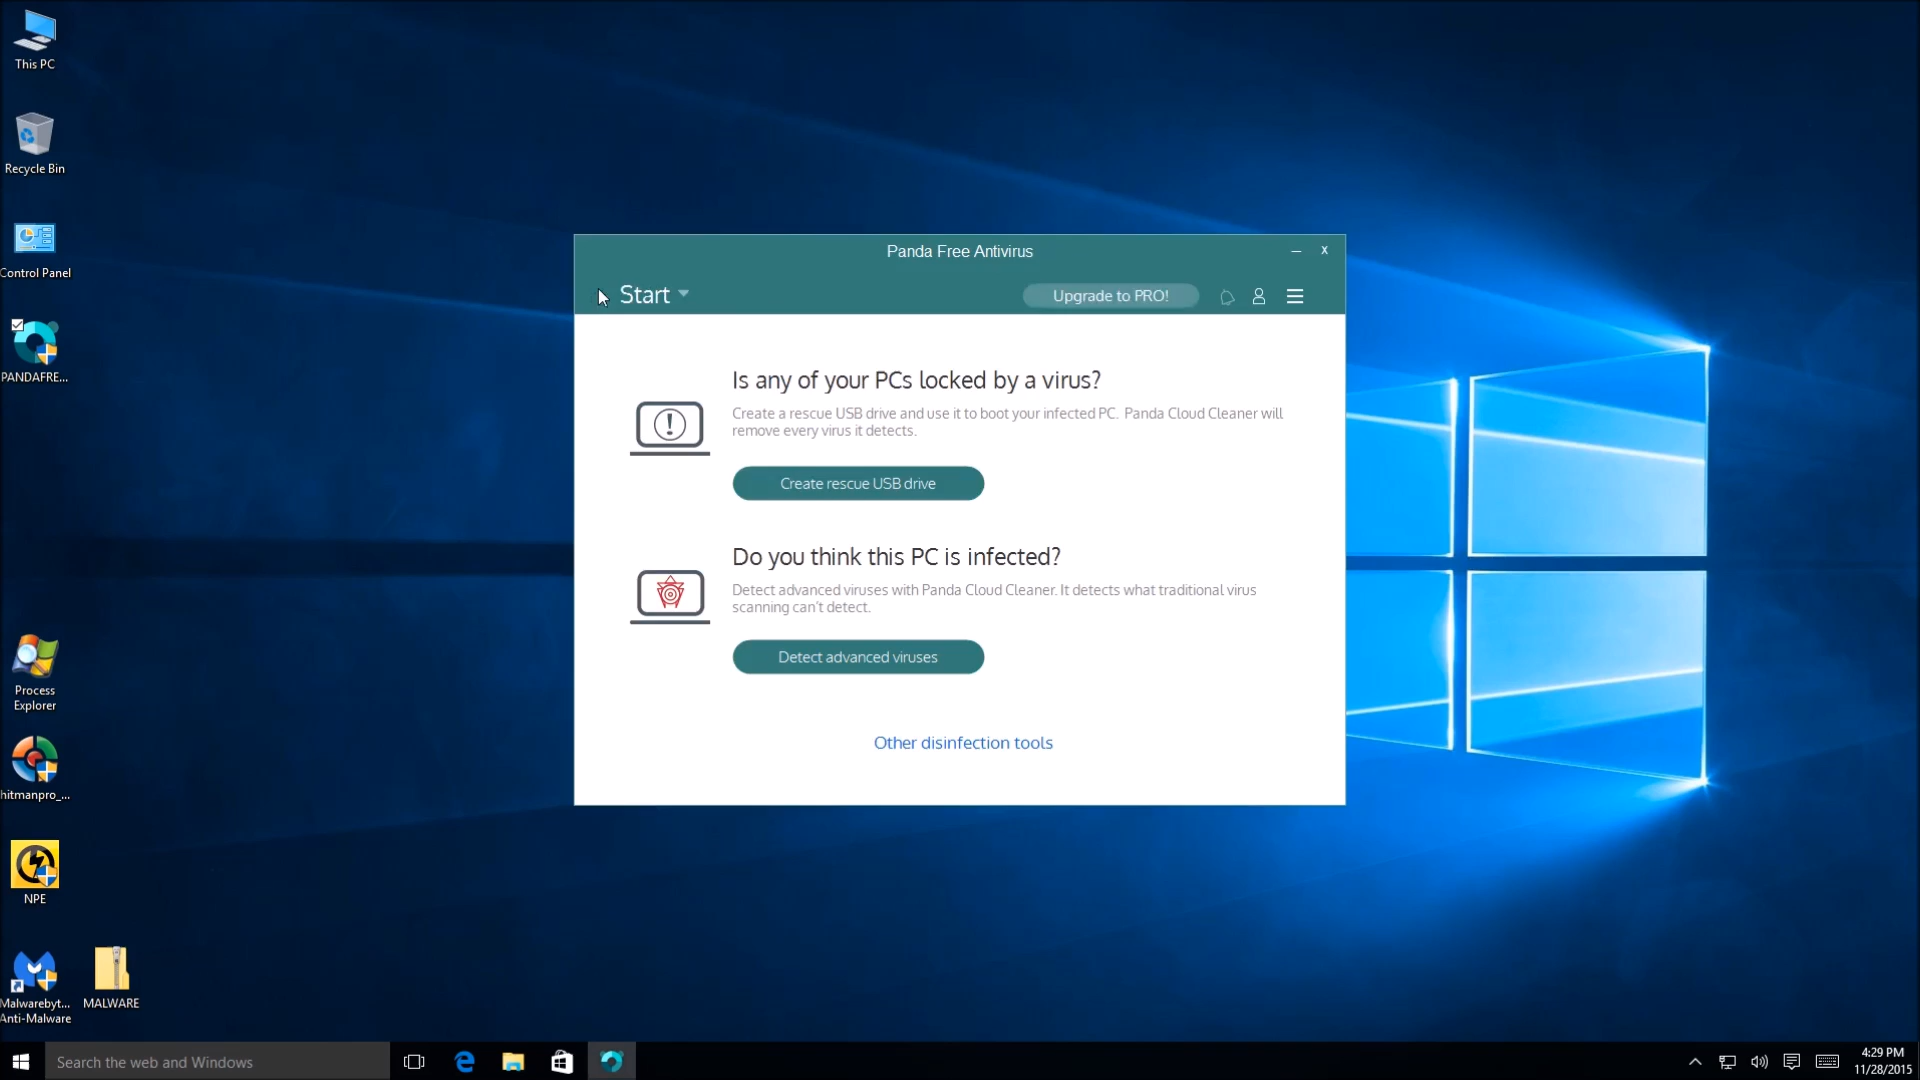 This PC
Recycle Bin
Control Panel
PANDAFRE...
Process
Explorer
hitmanpro_...
NPE
Malwarebyt...
Anti-Malware
MALWARE
Panda Free Antivirus
x
Start
Upgrade to PRO!
Is any of your PCs locked by a virus?
Create a rescue USB drive and use it to boot your infected PC. Panda Cloud Cleaner will
remove every virus it detects.
Create rescue USB drive
Do you think this PC is infected?
Detect advanced viruses with Panda Cloud Cleaner. It detects what traditional virus
scanning can't detect.
Detect advanced viruses
Other disinfection tools
Search the web and Windows
4:29 PM
11/28/2015